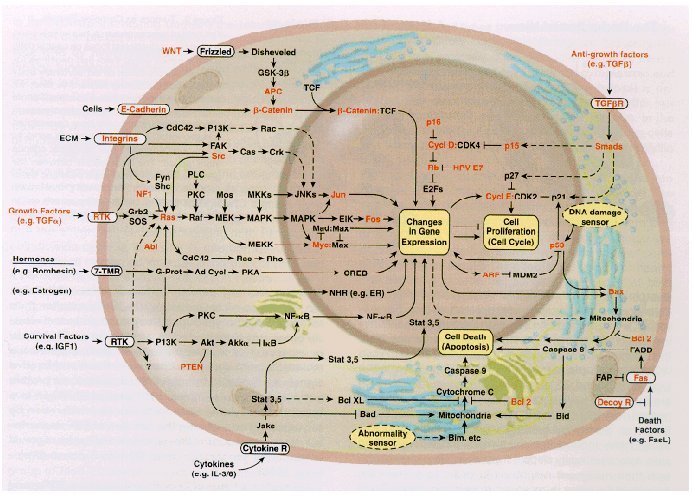 WNT
Frizzled
Disheveled
GSK-3β
APC
Cells
E-Cadherin
β-Catenin
TCF
β-Catenin:TCF
ECM
Integrins
CdC42
P13K
Rac
FAK
Src
Cas
Crk
Fyn
Shc
NF1
PLC
PKC
Mos
MKKs
JNKs
Jun
Growth Factors
(e.g. TGFα)
RTK
Grb2
SOS
Ras
Raf
MEK
MAPK
MAPK
ElK
Fos
Abl
MEKK
Mad:Max
Myc:Max
CdC42
Rac
Rho
Hormones
(e.g. Bombesin)
7-TMR
G-Prot
Ad Cycl
PKA
CREB
(e.g. Estrogen)
NHR (e.g. ER)
Survival Factors
(e.g. IGF1)
RTK
?
P13K
PKC
Akt
Akkα
IκB
NF-κB
NF-κB
PTEN
Stat 3,5
Stat 3,5
Stat 3,5
Jaks
Cytokine R
Cytokines
(e.g. IL-3/6)
Bcl XL
Bad
Anti-growth factors
(e.g. TGFβ)
TGFβR
Smads
p16
Cycl D:CDK4
p15
Rb
HPV E7
E2Fs
p27
Cycl E:CDK2
p21
DNA damage
sensor
Changes
in Gene
Expression
Cell
Proliferation
(Cell Cycle)
p53
ARF
MDM2
Bax
Mitochondria
Bcl 2
Cell Death
(Apoptosis)
Caspase 8
FADD
Caspase 9
Cytochrome C
Bcl 2
FAP
Fas
Decoy R
Death
Factors
(e.g. FasL)
Mitochondria
Bid
Abnormality
sensor
Bim. etc